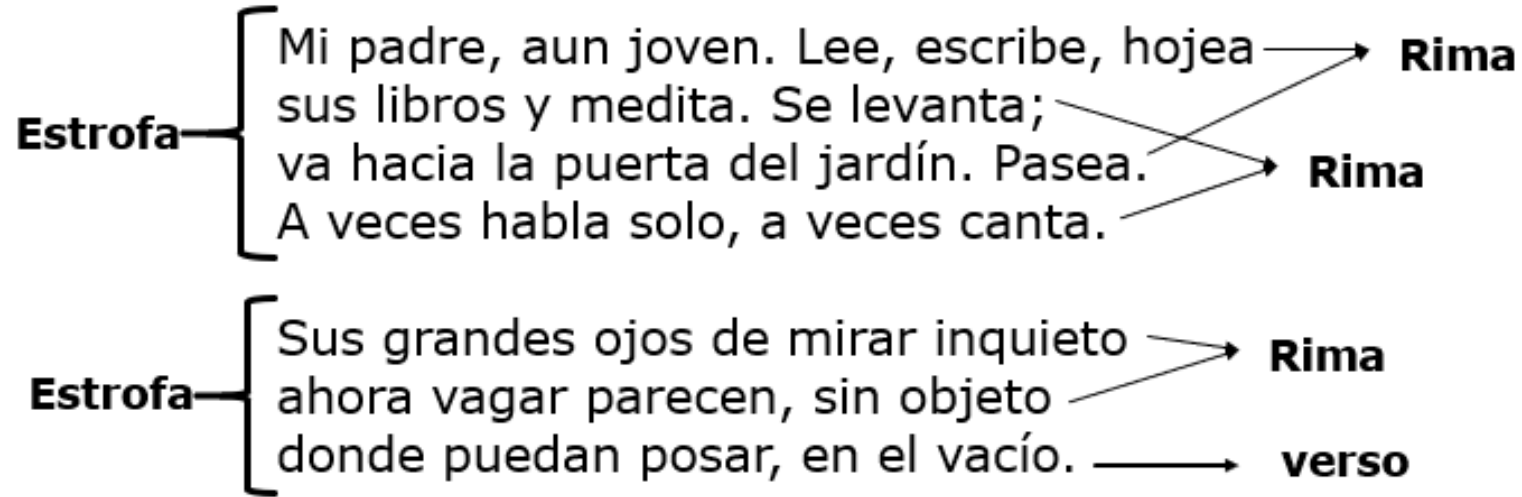 Mi padre, aun joven. Lee, escribe, hojea
Rima
sus libros y medita. Se levanta;
Estrofa
va hacia la puerta del jardín. Pasea.
Rima
A veces habla solo, a veces canta.
Sus grandes ojos de mirar inquieto
Rima
Estrofa
ahora vagar parecen, sin objeto
donde puedan posar, en el vacío.
verso